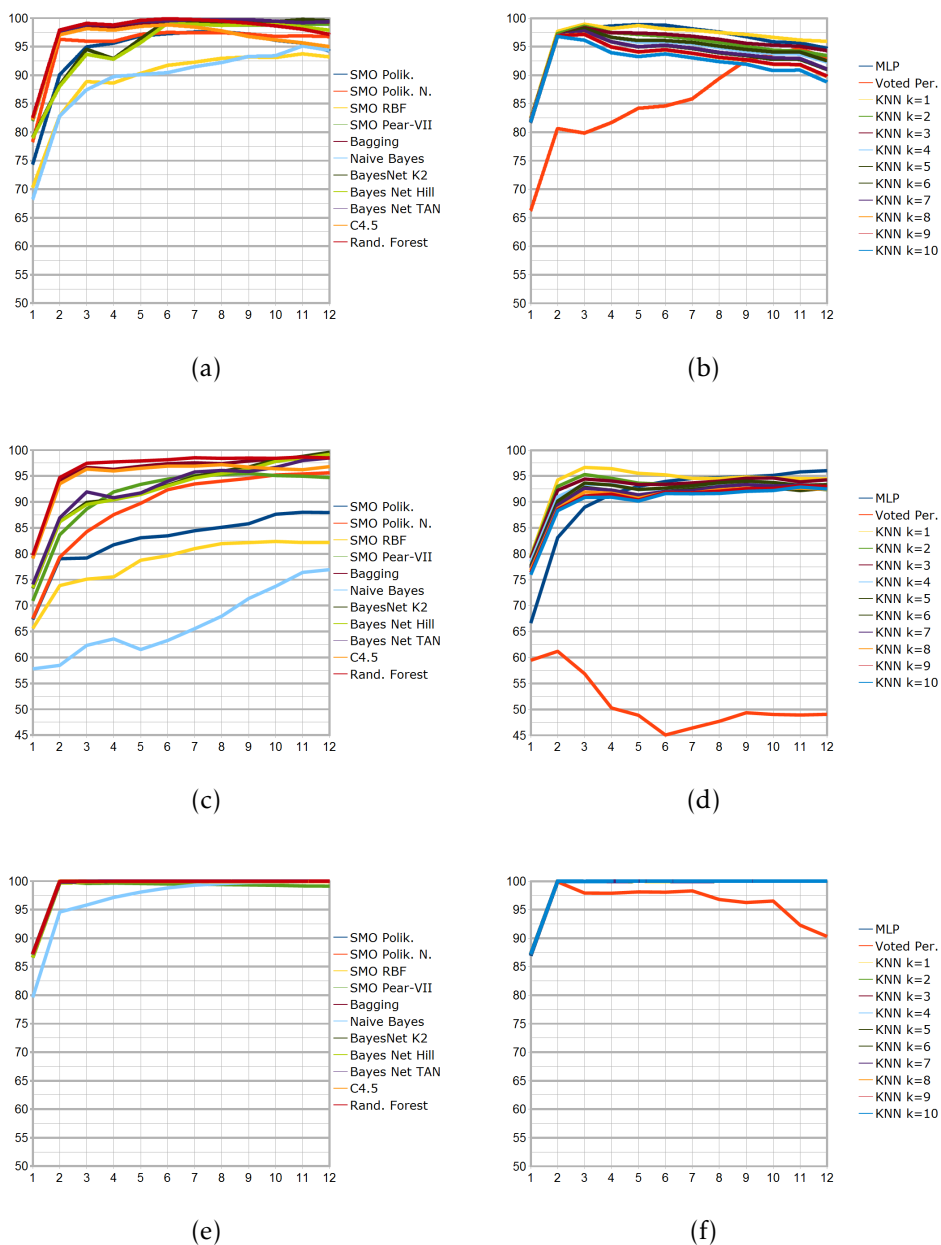 100
95
90
85
80
75
70
65
60
55
50
1 2 3 4 5 6 7 8 9 10 11 12
SMO Polik.
SMO Polik. N.
SMO RBF
SMO Pear-VII
Bagging
Naive Bayes
BayesNet K2
Bayes Net Hill
Bayes Net TAN
C4.5
Rand. Forest
(a)
100
95
90
85
80
75
70
65
60
55
50
1 2 3 4 5 6 7 8 9 10 11 12
MLP
Voted Per.
KNN k=1
KNN k=2
KNN k=3
KNN k=4
KNN k=5
KNN k=6
KNN k=7
KNN k=8
KNN k=9
KNN k=10
(b)
100
95
90
85
80
75
70
65
60
55
50
45
1 2 3 4 5 6 7 8 9 10 11 12
SMO Polik.
SMO Polik. N.
SMO RBF
SMO Pear-VII
Bagging
Naive Bayes
BayesNet K2
Bayes Net Hill
Bayes Net TAN
C4.5
Rand. Forest
(c)
100
95
90
85
80
75
70
65
60
55
50
45
1 2 3 4 5 6 7 8 9 10 11 12
MLP
Voted Per.
KNN k=1
KNN k=2
KNN k=3
KNN k=4
KNN k=5
KNN k=6
KNN k=7
KNN k=8
KNN k=9
KNN k=10
(d)
100
95
90
85
80
75
70
65
60
55
50
1 2 3 4 5 6 7 8 9 10 11 12
SMO Polik.
SMO Polik. N.
SMO RBF
SMO Pear-VII
Bagging
Naive Bayes
BayesNet K2
Bayes Net Hill
Bayes Net TAN
C4.5
Rand. Forest
(e)
100
95
90
85
80
75
70
65
60
55
50
1 2 3 4 5 6 7 8 9 10 11 12
MLP
Voted Per.
KNN k=1
KNN k=2
KNN k=3
KNN k=4
KNN k=5
KNN k=6
KNN k=7
KNN k=8
KNN k=9
KNN k=10
(f)